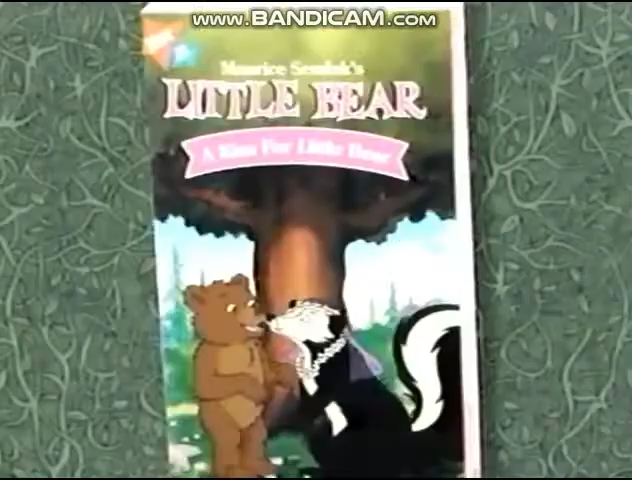 WWW.BANDICAM.COM
Maurice Sendak's
LITTLE BEAR
A Kiss For Little Bear